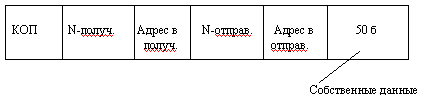 КОП
N-получ.
Адрес в
получ.
N-отправ.
Адрес в
отправ.
50 б
Собственные данные